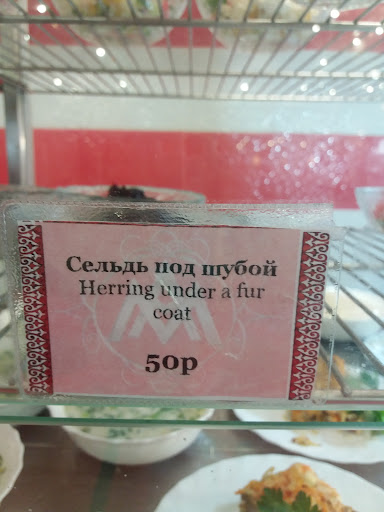 Сельдь под шубой
Herring under a fur
coat
50р